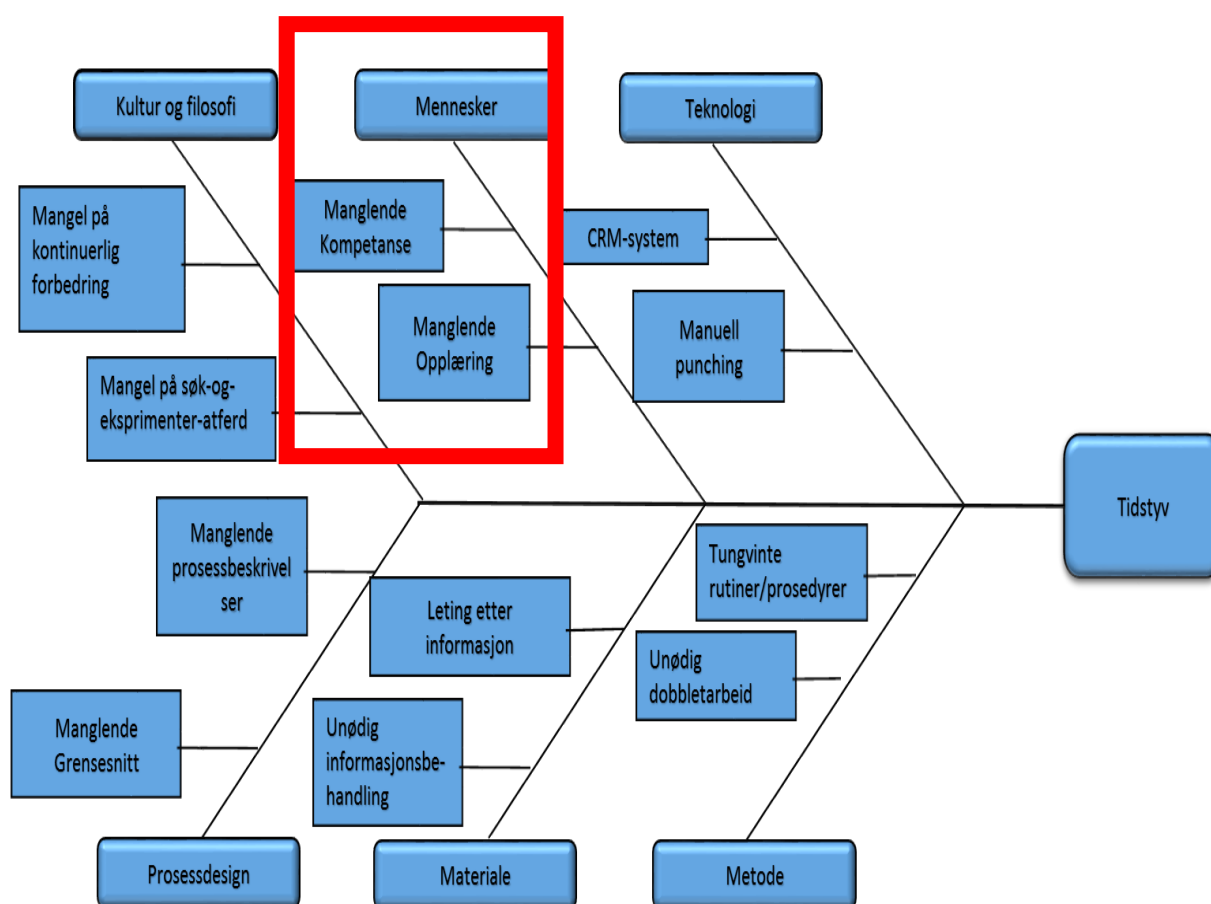 Kultur og filosofi
Mennesker
Teknologi
Mangel på
kontinuerlig
forbedring
Manglende
Kompetanse
CRM-system
Manglende
Opplæring
Manuell
punching
Mangel på søk-og-
eksprimenter-atferd
Tidstyv
Manglende
prosessbeskrivel
ser
Tungvinte
rutiner/prosedyrer
Leting etter
informasjon
Unødig
dobbletarbeid
Manglende
Grensesnitt
Unødig
informasjonsbe-
handling
Prosessdesign
Materiale
Metode